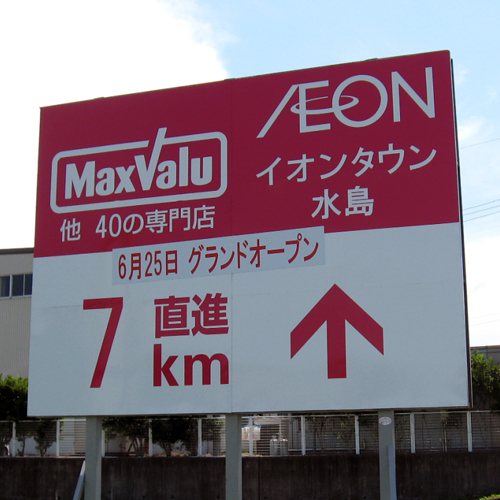 ÆON
イオンタウン
水島
MaxValu
他 40の専門店
6月25日 グランドオープン
7 直進
km